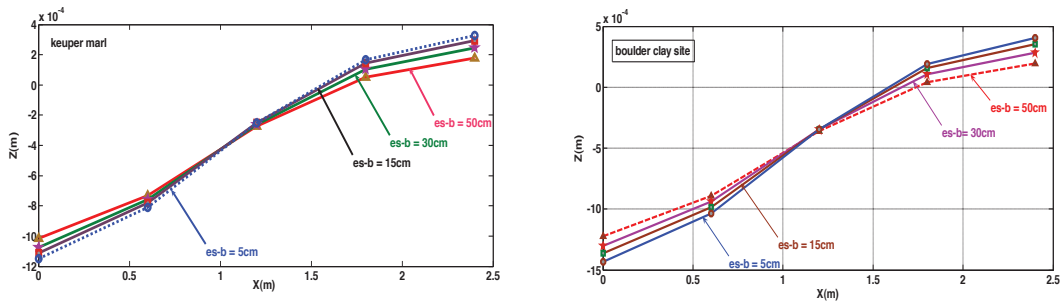 x 10⁻⁴
4
2
0
-2
-4
-6
-8
-10
-12
Z(m)
keuper marl
es-b = 50cm
es-b = 30cm
es-b = 15cm
es-b = 5cm
0
0.5
1
1.5
2
2.5
X(m)
x 10⁻⁴
5
0
-5
-10
-15
Z(m)
boulder clay site
es-b = 50cm
es-b = 30cm
es-b = 15cm
es-b = 5cm
0
0.5
1
1.5
2
2.5
X(m)